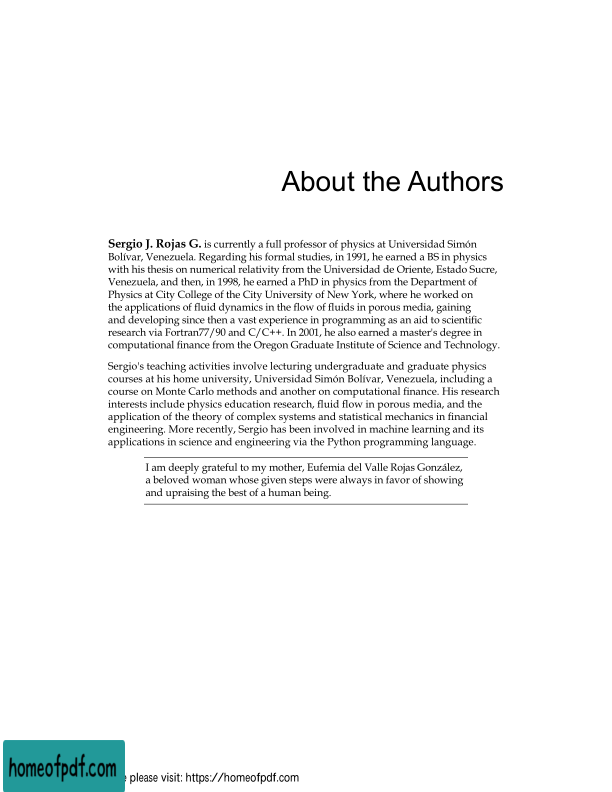 About the Authors
Sergio J. Rojas G. is currently a full professor of physics at Universidad Simón
Bolívar, Venezuela. Regarding his formal studies, in 1991, he earned a BS in physics
with his thesis on numerical relativity from the Universidad de Oriente, Estado Sucre,
Venezuela, and then, in 1998, he earned a PhD in physics from the Department of
Physics at City College of the City University of New York, where he worked on
the applications of fluid dynamics in the flow of fluids in porous media, gaining
and developing since then a vast experience in programming as an aid to scientific
research via Fortran77/90 and C/C++. In 2001, he also earned a master's degree in
computational finance from the Oregon Graduate Institute of Science and Technology.
Sergio's teaching activities involve lecturing undergraduate and graduate physics
courses at his home university, Universidad Simón Bolívar, Venezuela, including a
course on Monte Carlo methods and another on computational finance. His research
interests include physics education research, fluid flow in porous media, and the
application of the theory of complex systems and statistical mechanics in financial
engineering. More recently, Sergio has been involved in machine learning and its
applications in science and engineering via the Python programming language.
I am deeply grateful to my mother, Eufemia del Valle Rojas González,
a beloved woman whose given steps were always in favor of showing
and upraising the best of a human being.
homeofpdf.com
please visit: https://homeofpdf.com